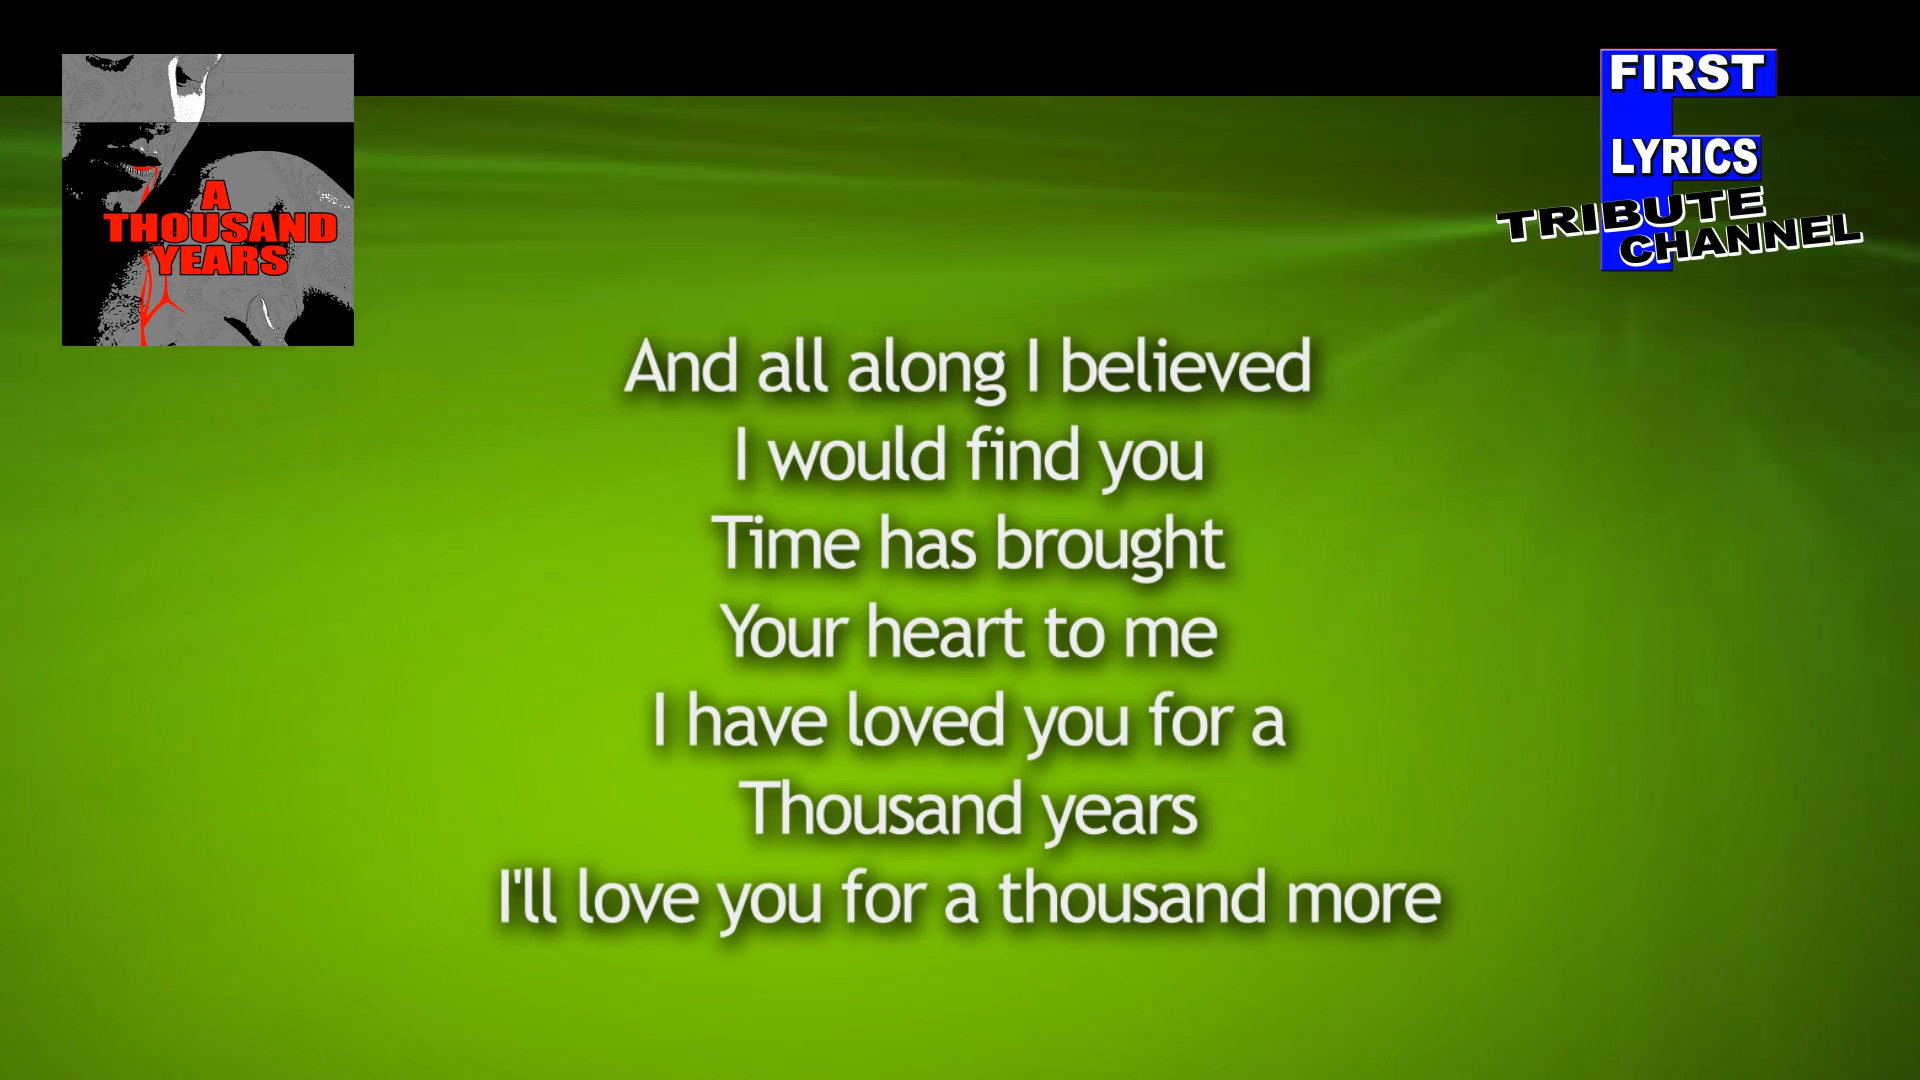 A
THOUSAND
YEARS
FIRST
LYRICS
TRIBUTE
CHANNEL
And all along I believed
I would find you
Time has brought
Your heart to me
I have loved you for a
Thousand years
I'll love you for a thousand more